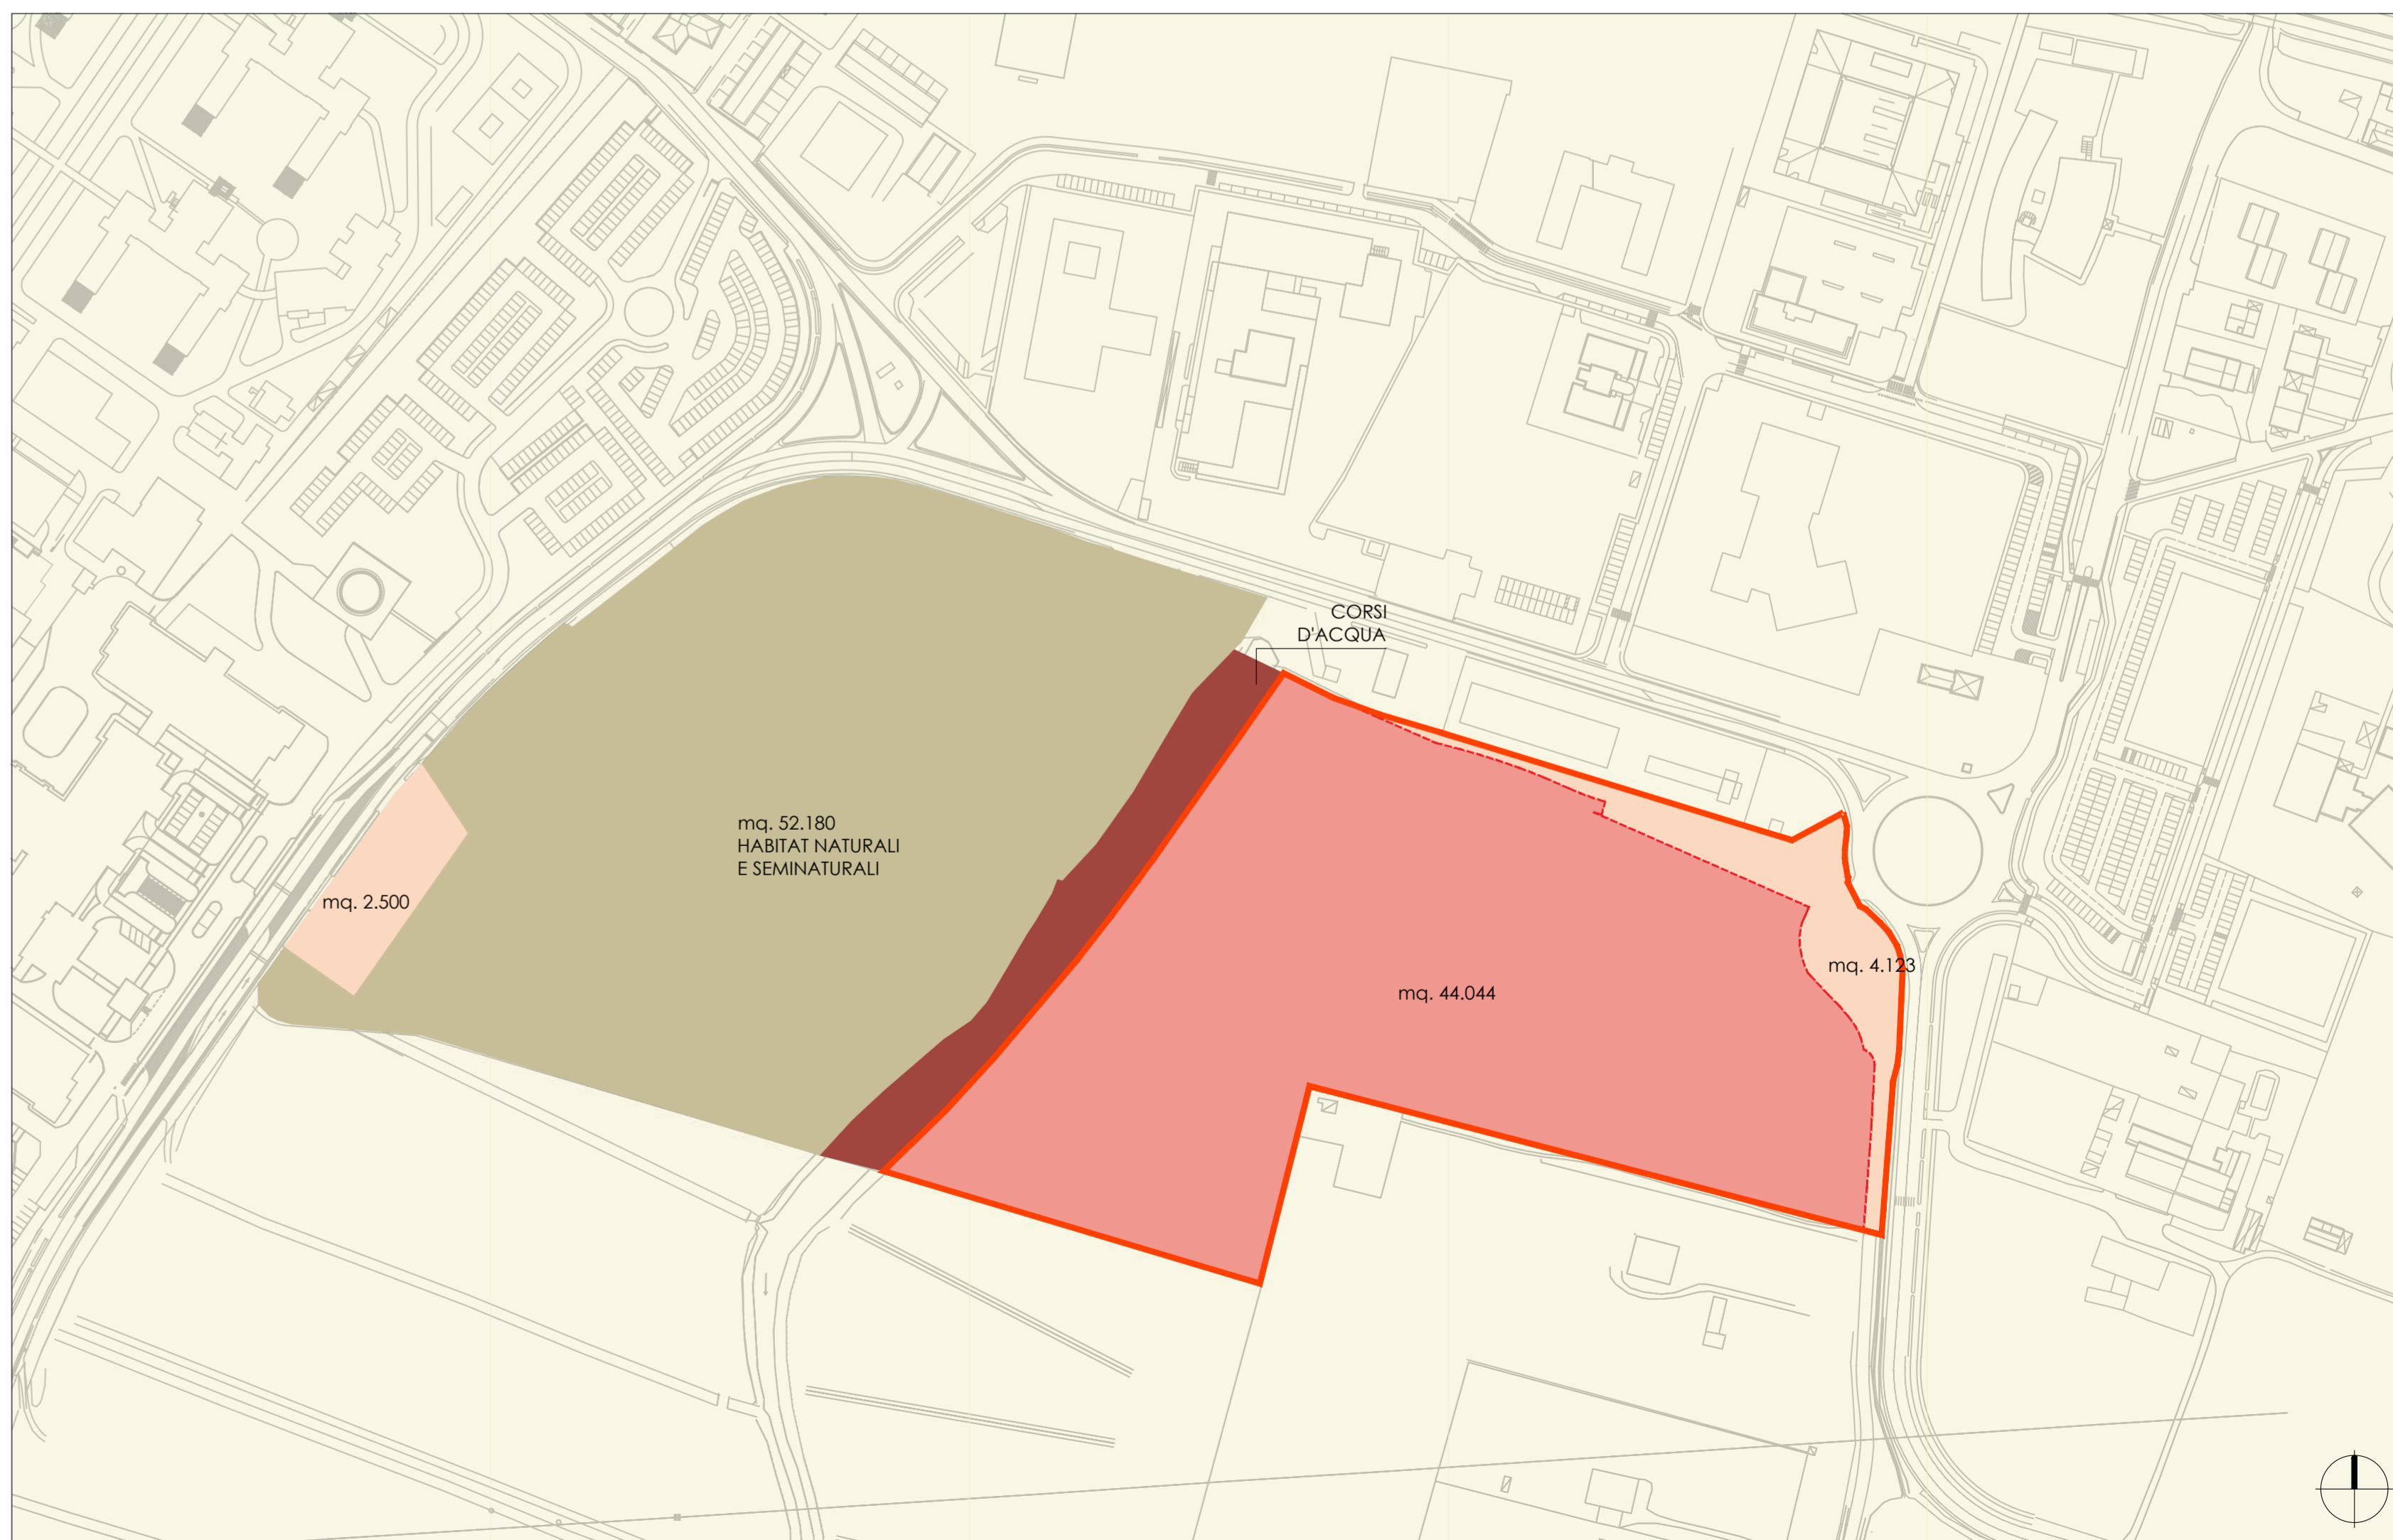 CORSI
D'ACQUA
mq. 52.180
HABITAT NATURALI
E SEMINATURALI
mq. 2.500
mq. 4.123
mq. 44.044